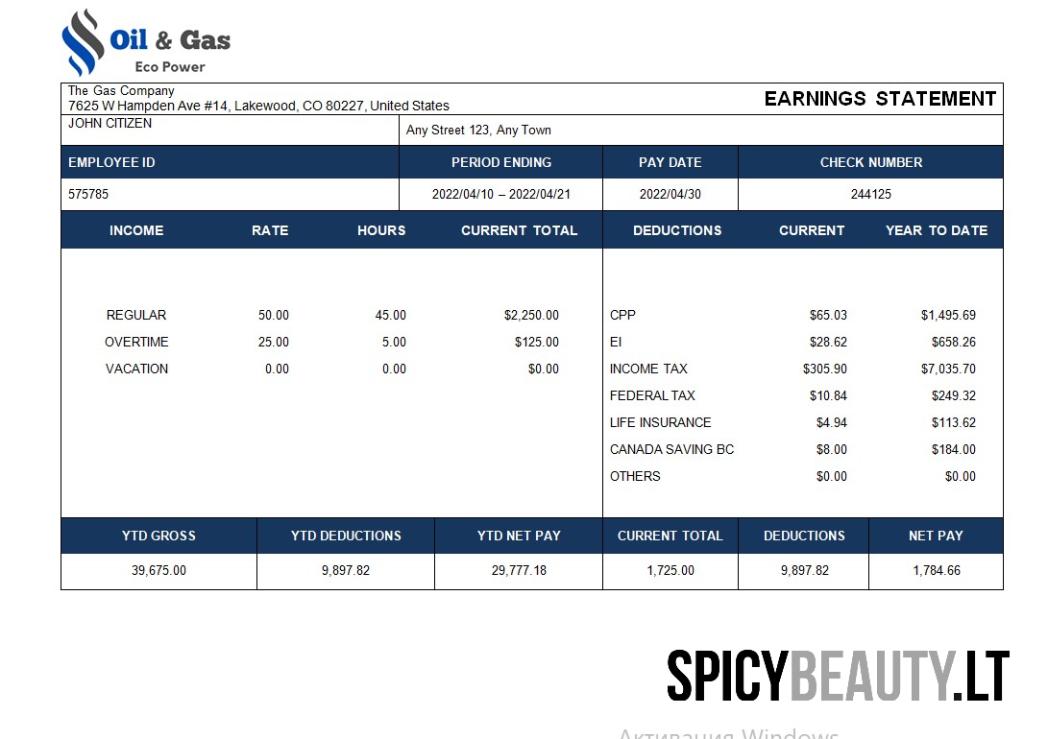 Oil & Gas
Eco Power
The Gas Company
7625 W Hampden Ave #14, Lakewood, CO 80227, United States
EARNINGS STATEMENT
JOHN CITIZEN
Any Street 123, Any Town
EMPLOYEE ID PERIOD ENDING PAY DATE CHECK NUMBER
575785 2022/04/10 – 2022/04/21 2022/04/30 244125
INCOME RATE HOURS CURRENT TOTAL DEDUCTIONS CURRENT YEAR TO DATE
REGULAR 50.00 45.00 $2,250.00 CPP $65.03 $1,495.69
OVERTIME 25.00 5.00 $125.00 EI $28.62 $658.26
VACATION 0.00 0.00 $0.00 INCOME TAX $305.90 $7,035.70
FEDERAL TAX $10.84 $249.32
LIFE INSURANCE $4.94 $113.62
CANADA SAVING BC $8.00 $184.00
OTHERS $0.00 $0.00
YTD GROSS YTD DEDUCTIONS YTD NET PAY CURRENT TOTAL DEDUCTIONS NET PAY
39,675.00 9,897.82 29,777.18 1,725.00 9,897.82 1,784.66
SPICYBEAUTY.LT
Активация Windows